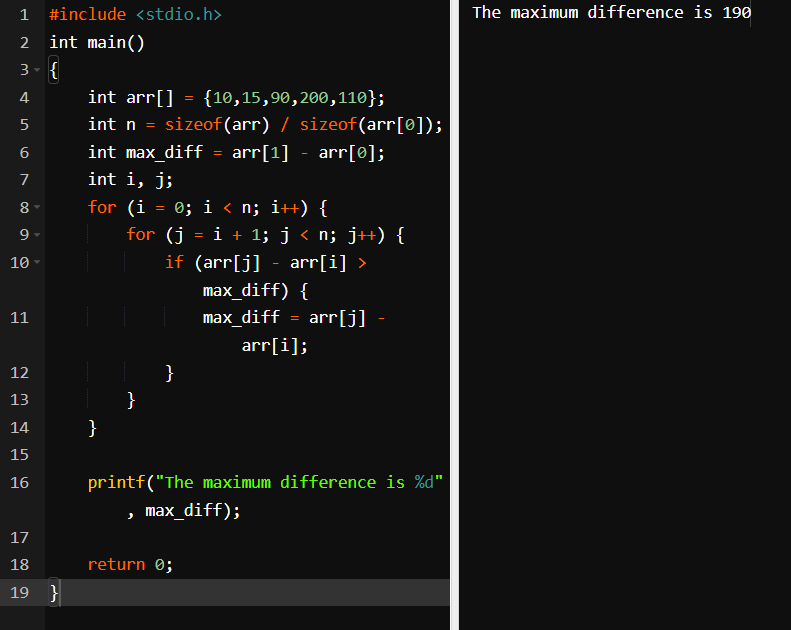 1 #include <stdio.h>
2 int main()
3 {
4     int arr[] = {10,15,90,200,110};
5     int n = sizeof(arr) / sizeof(arr[0]);
6     int max_diff = arr[1] - arr[0];
7     int i, j;
8     for (i = 0; i < n; i++) {
9         for (j = i + 1; j < n; j++) {
10             if (arr[j] - arr[i] >
                max_diff) {
11                 max_diff = arr[j] -
                    arr[i];
12             }
13         }
14     }
15
16     printf("The maximum difference is %d"
        , max_diff);
17
18     return 0;
19 }
The maximum difference is 190